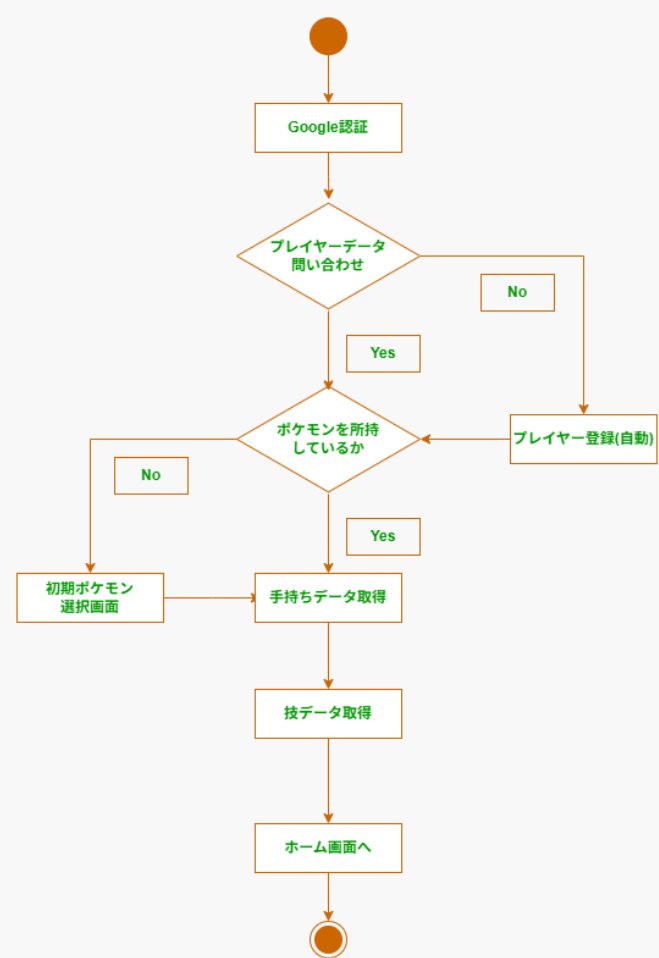 Google認証
プレイヤーデータ
問い合わせ
No
Yes
ポケモンを所持
しているか
プレイヤー登録(自動)
No
Yes
初期ポケモン
選択画面
手持ちデータ取得
技データ取得
ホーム画面へ